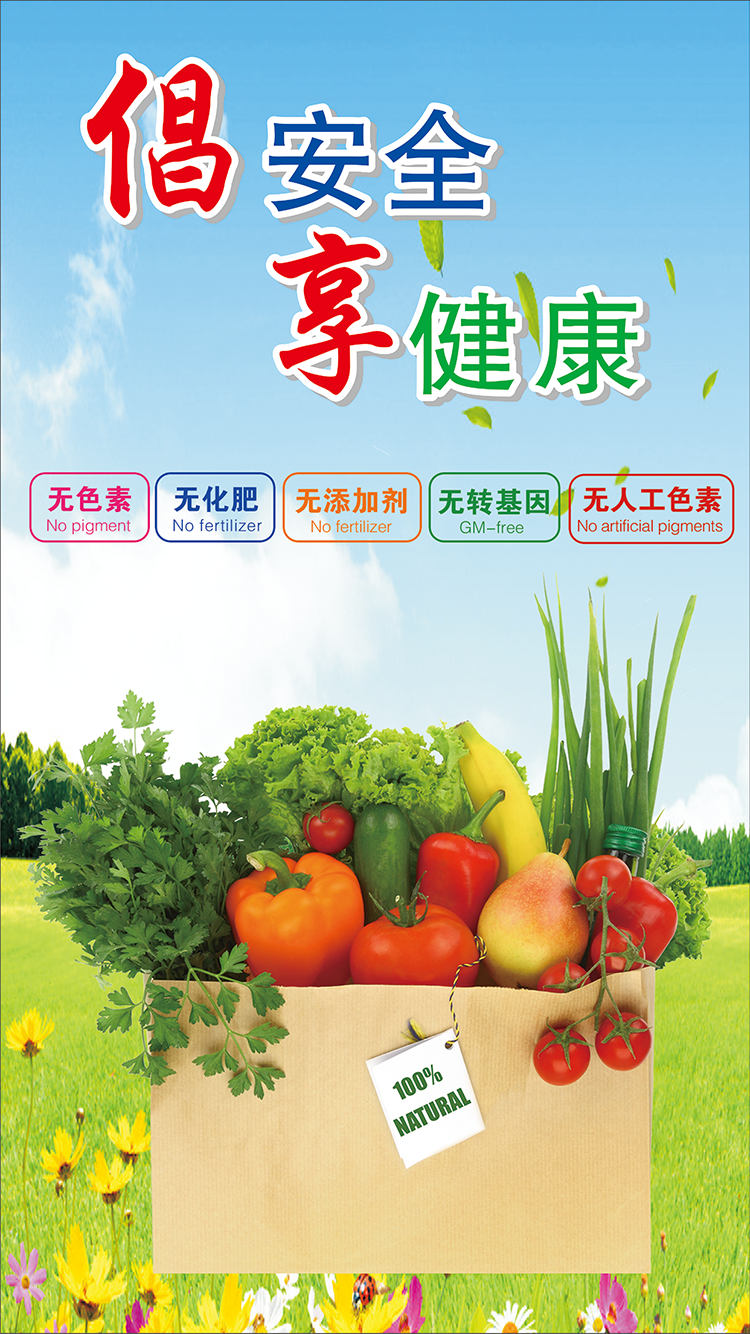 倡安全
享健康
无色素
No pigment
无化肥
No fertilizer
无添加剂
No fertilizer
无转基因
GM-free
无人工色素
No artificial pigments
100%
NATURAL